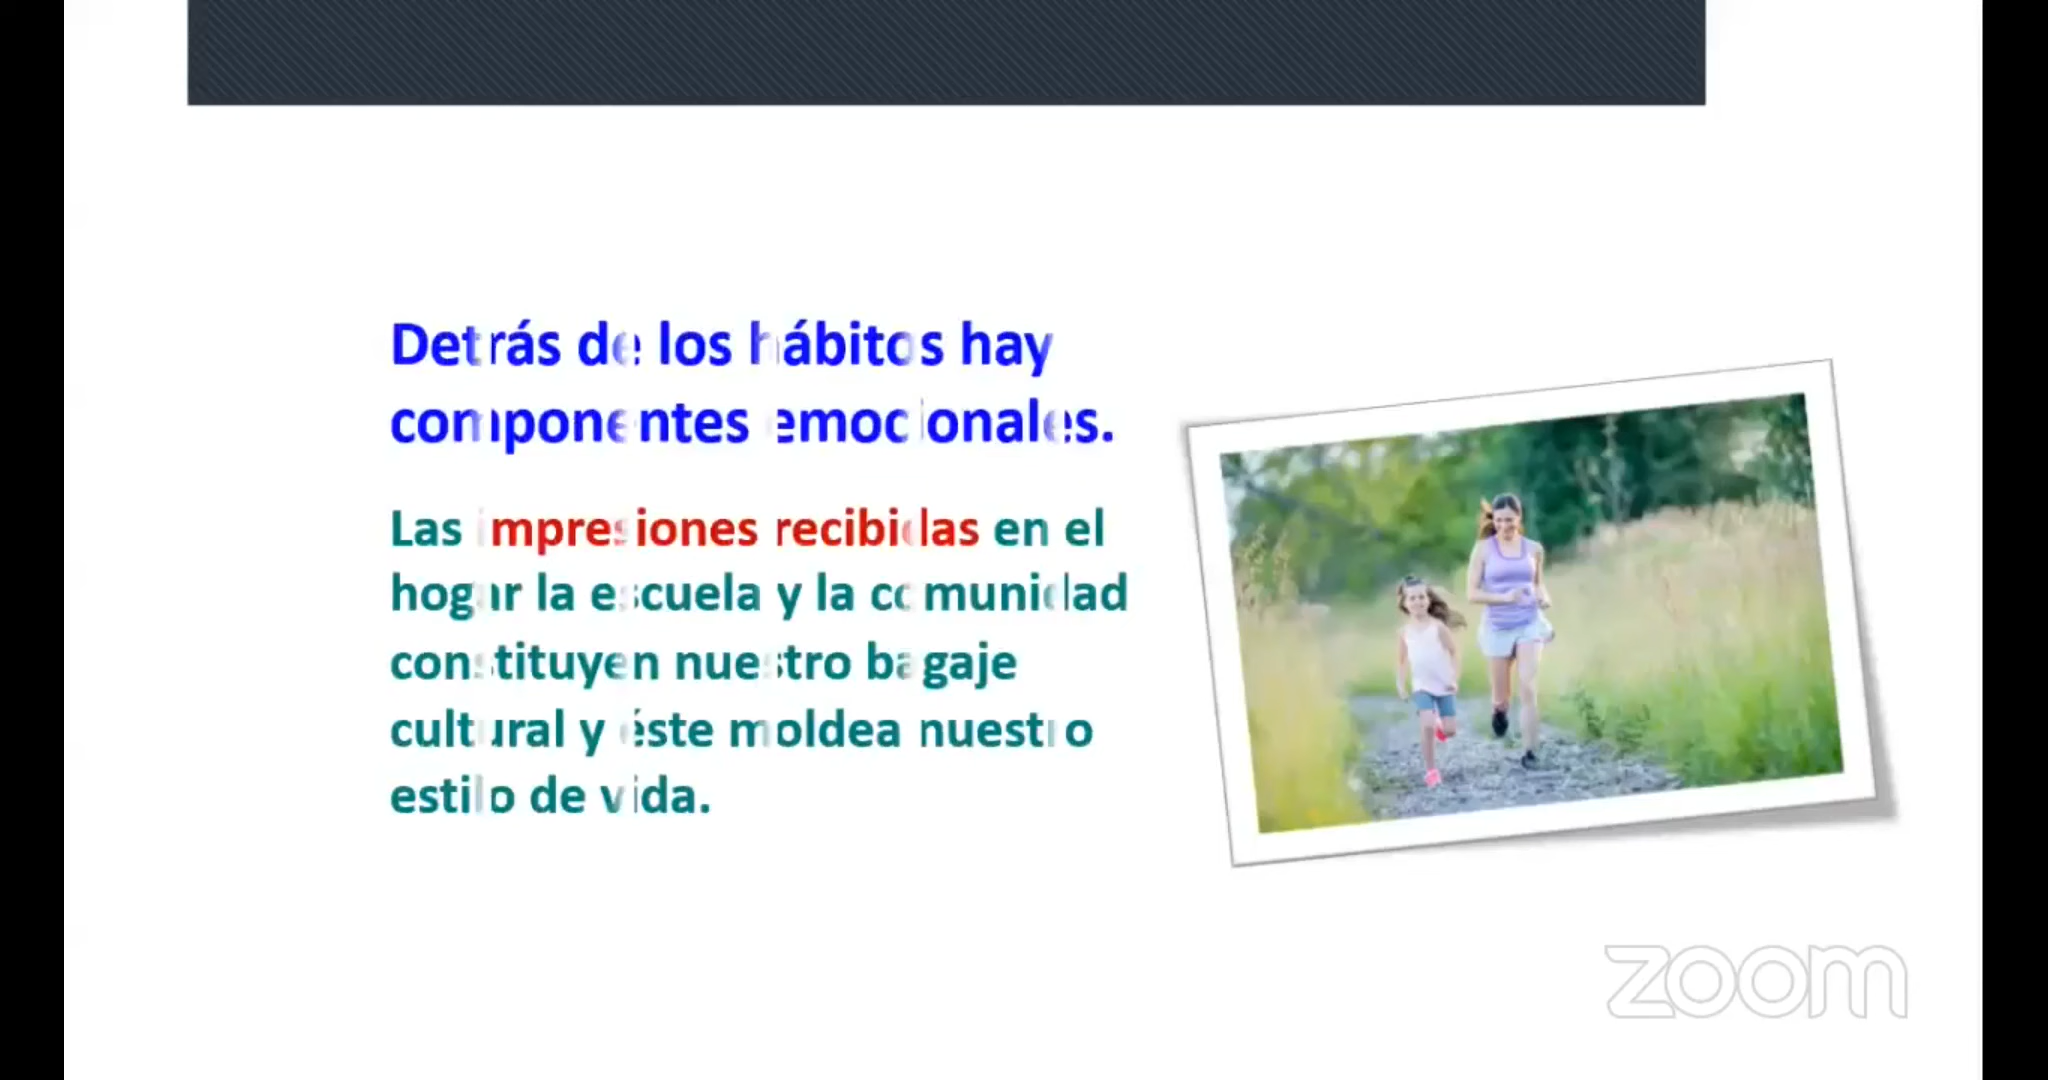 Detrás de los hábitos hay
componentes emocionales.
Las impresiones recibidas en el
hogar la escuela y la comunidad
constituyen nuestro bagaje
cultural y éste moldea nuestro
estilo de vida.
zoom